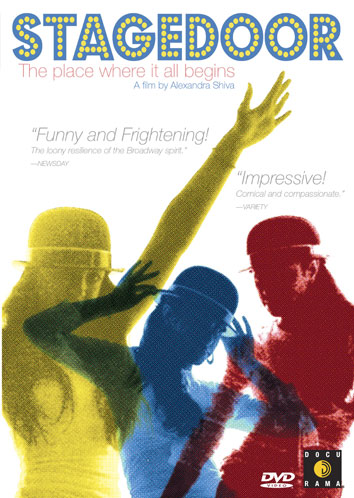 STAGEDOOR
The place where it all begins
A film by Alexandra Shiva
"Funny and Frightening!
The loony resilience of the Broadway spirit."
—NEWSDAY
"Impressive!
Comical and compassionate."
—VARIETY
DVD
VIDEO
DOCU
RAMA